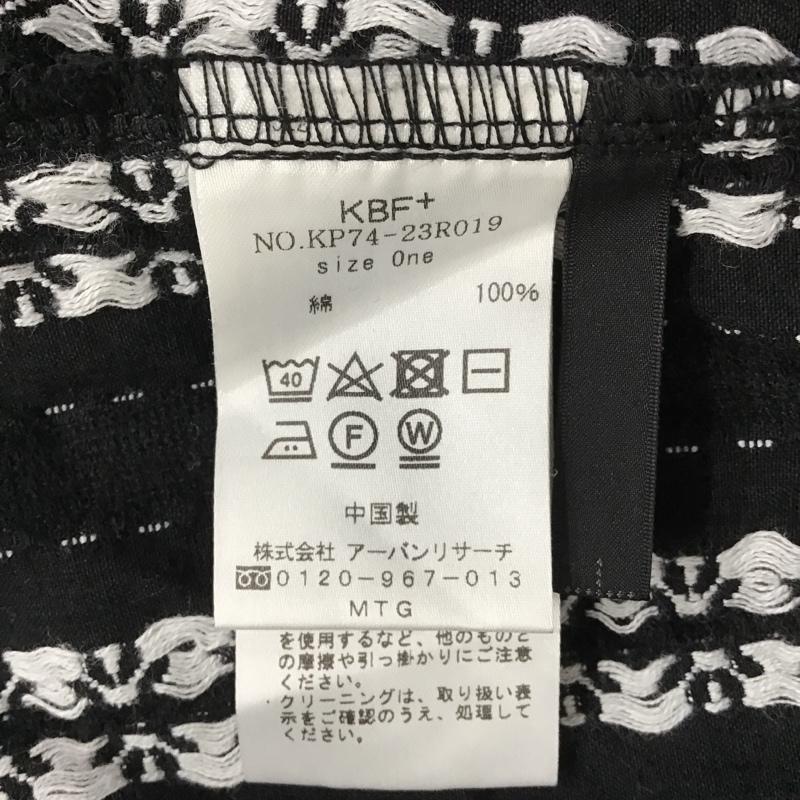 KBF+
NO.KP74-23R019
size One
綿 100%
40
F W
中国製
株式会社 アーバンリサーチ
0120-967-013
MTG
を使用するなど、他のものと
の摩擦や引っ掛かりにご注意
ください。
・クリーニングは、取り扱い表
示をご確認のうえ、処理して
ください。